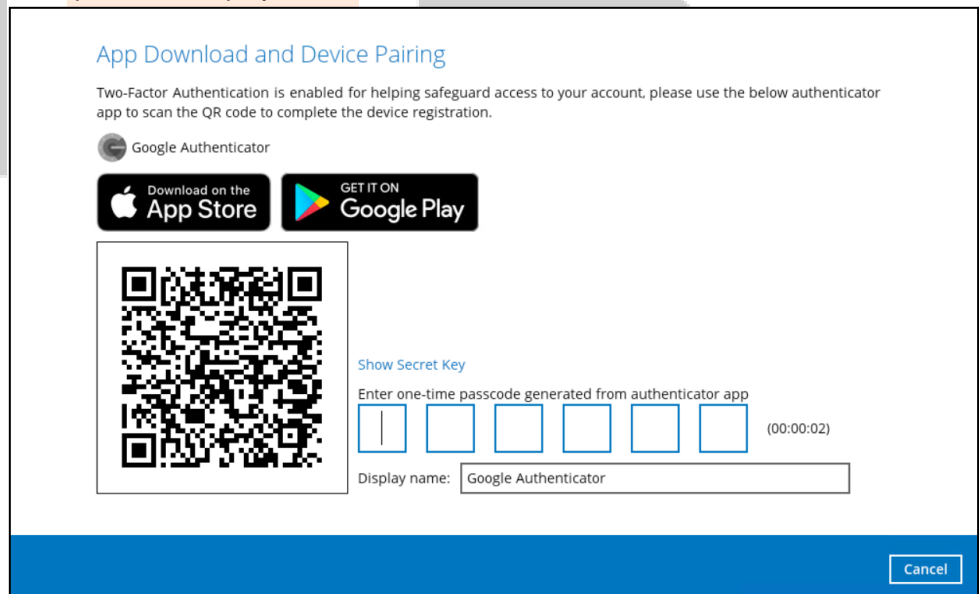 App Download and Device Pairing
Two-Factor Authentication is enabled for helping safeguard access to your account, please use the below authenticator
app to scan the QR code to complete the device registration.
Google Authenticator
Download on the
App Store
GET IT ON
Google Play
Show Secret Key
Enter one-time passcode generated from authenticator app
(00:00:02)
Display name: Google Authenticator
Cancel